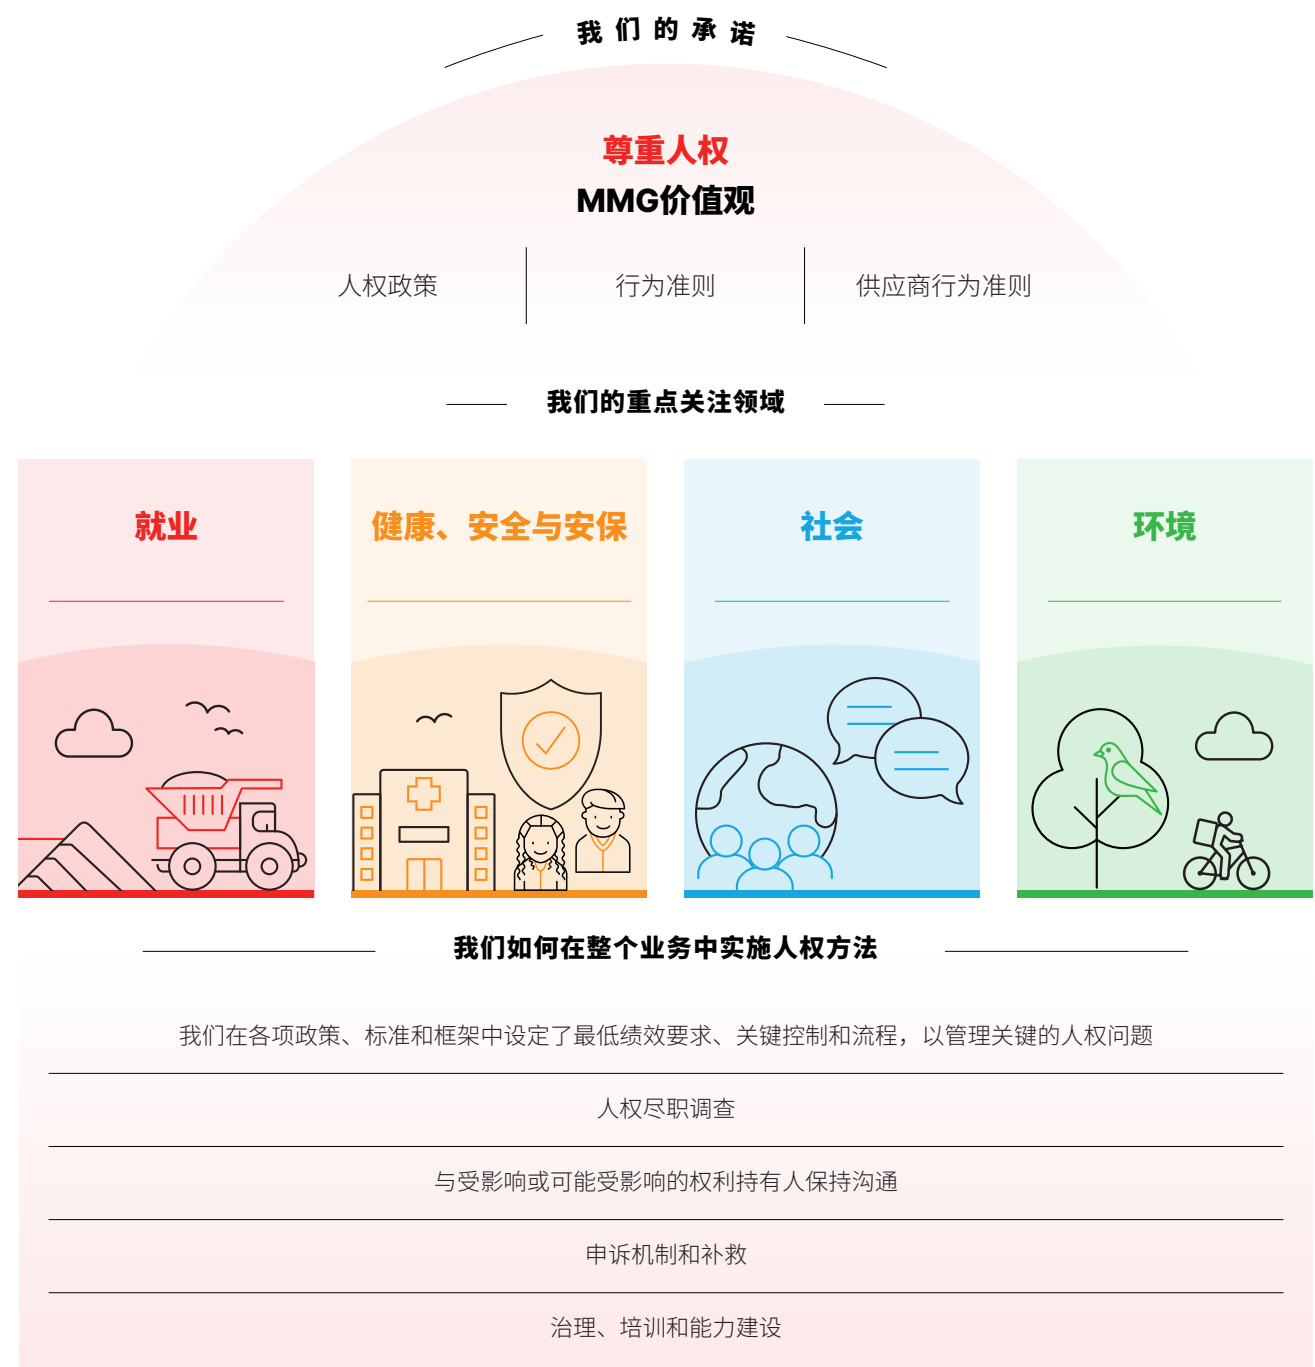 我们的承诺
尊重人权
MMG价值观
人权政策
行为准则
供应商行为准则
我们的重点关注领域
就业
健康、安全与安保
社会
环境
我们如何在整个业务中实施人权方法
我们在各项政策、标准和框架中设定了最低绩效要求、关键控制和流程，以管理关键的人权问题
人权尽职调查
与受影响或可能受影响的权利持有人保持沟通
申诉机制和补救
治理、培训和能力建设